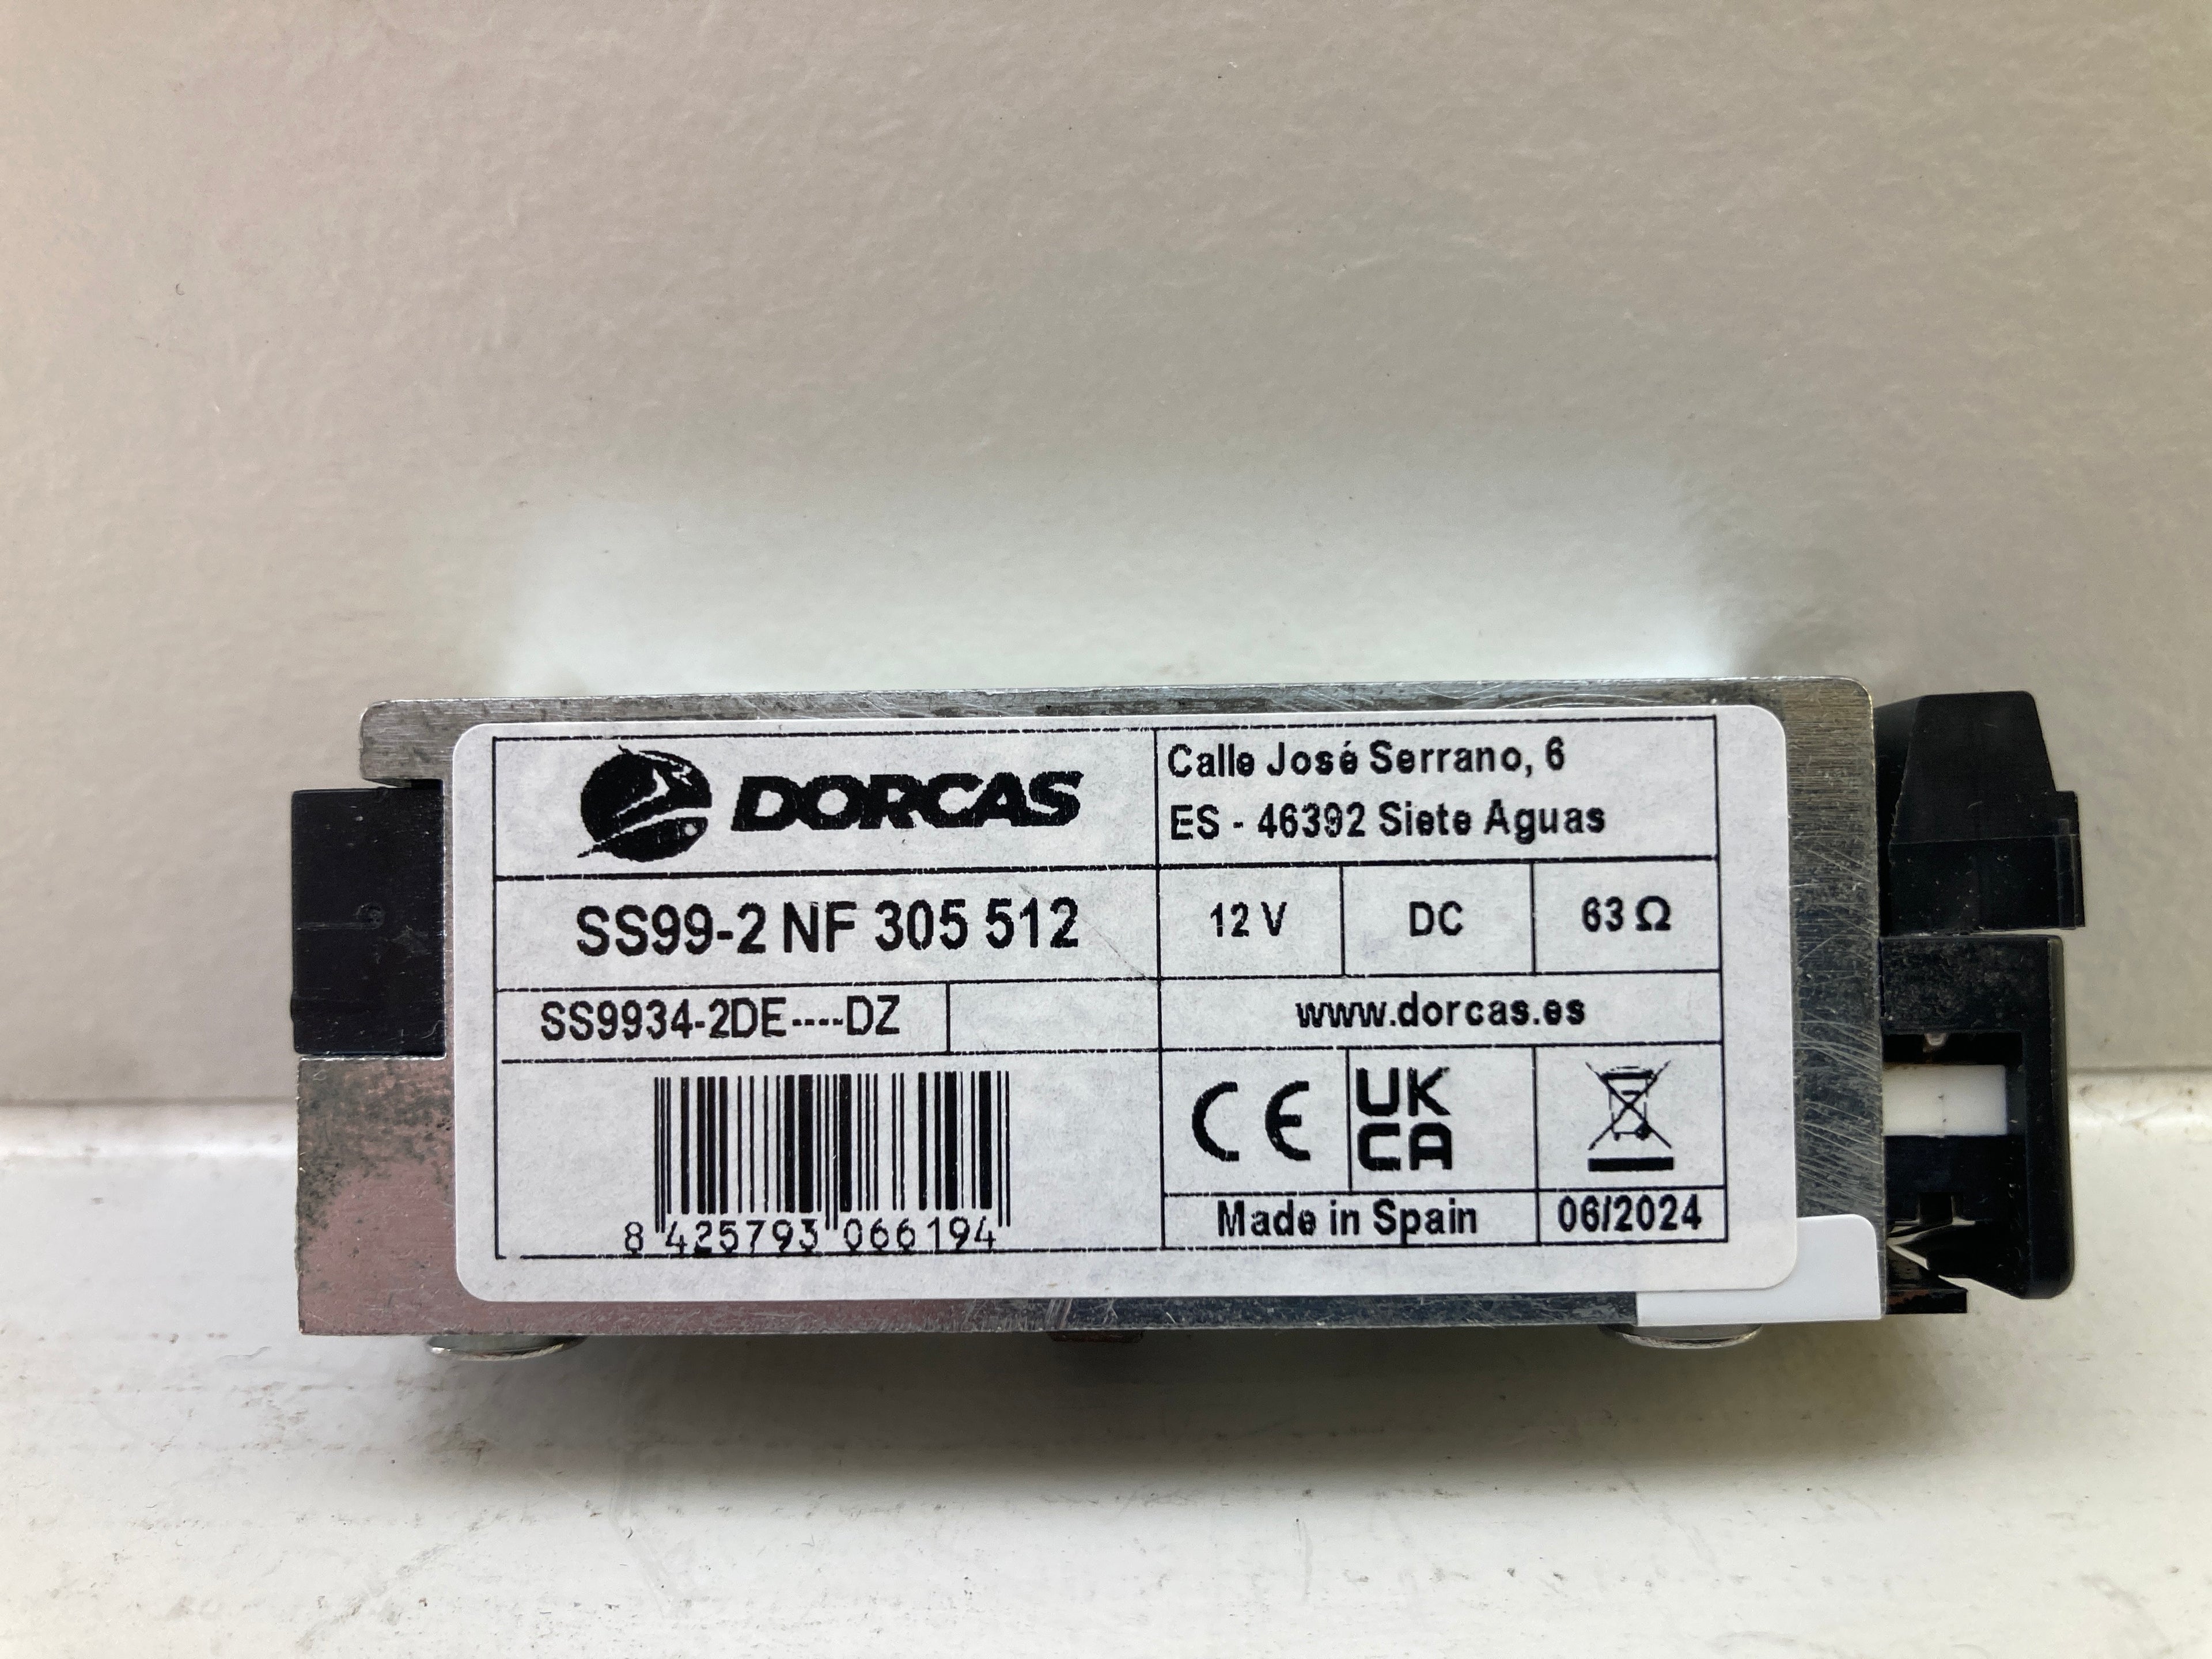 DORCAS
Calle José Serrano, 6
ES - 46392 Siete Aguas
SS99-2 NF 305 512
12 V
DC
63 Ω
SS9934-2DE----DZ
www.dorcas.es
CE
UK
CA
8 425793 066194
Made in Spain
06/2024